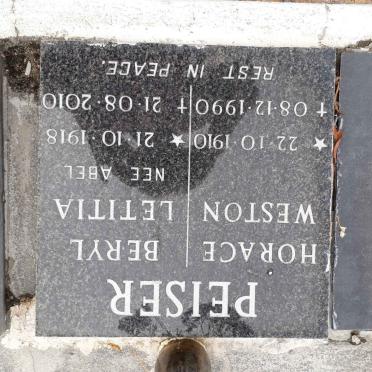 PEISER
HORACE BERYL
WESTON LETITIA
NEE ABEL
★ 22·10·1910 ★ 21·10·1918
✝ 08·12·1990 ✝ 21·08·2010
REST IN PEACE.